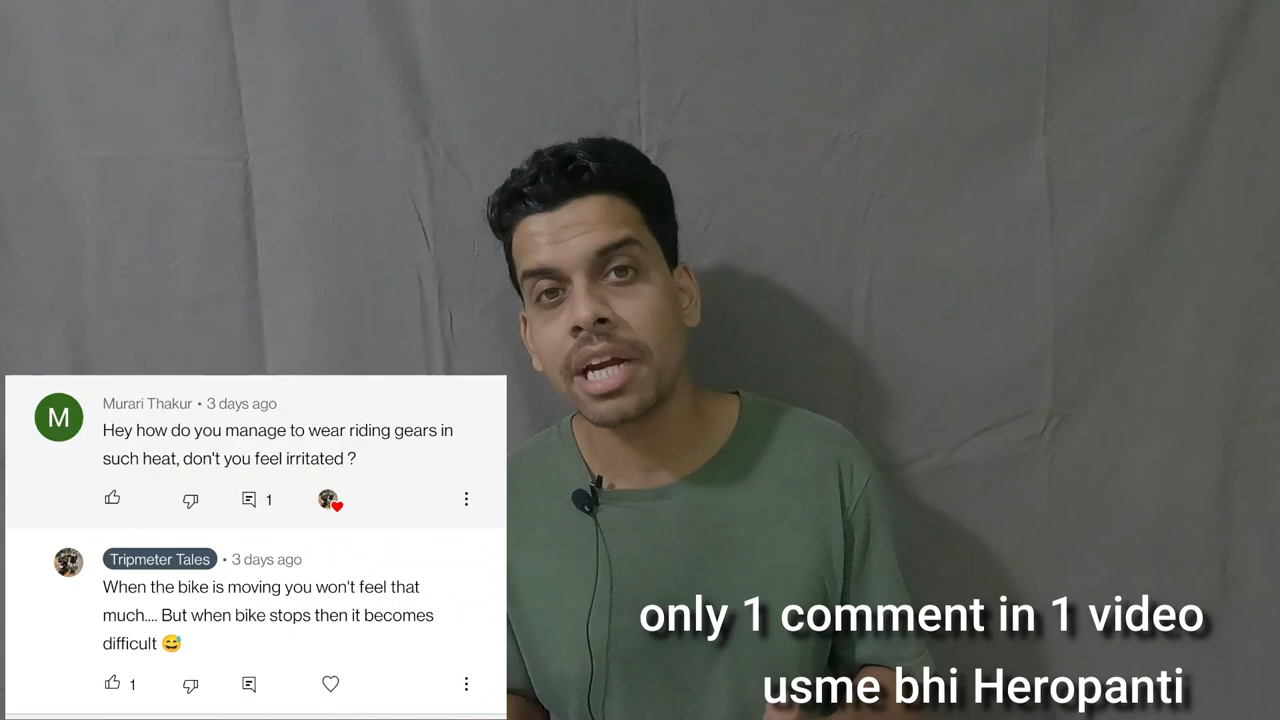 M
Murari Thakur • 3 days ago
Hey how do you manage to wear riding gears in
such heat, don't you feel irritated ?
1
Tripmeter Tales • 3 days ago
When the bike is moving you won't feel that
much.... But when bike stops then it becomes
difficult 😅
1
only 1 comment in 1 video
usme bhi Heropanti